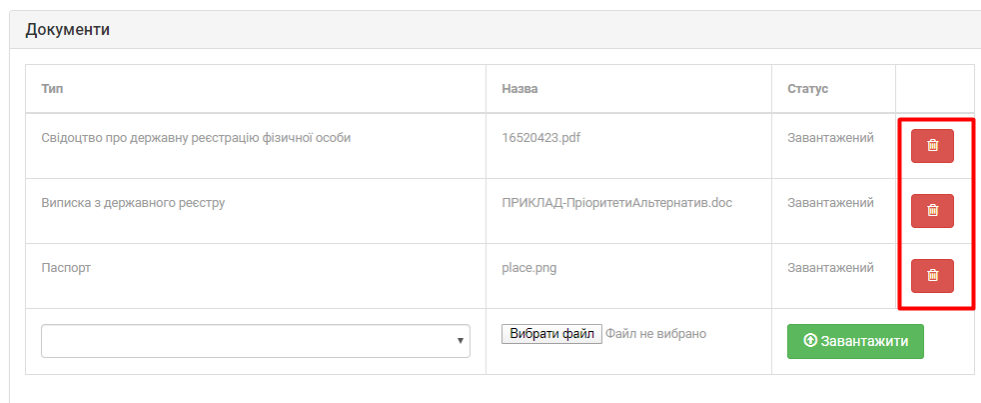 Документи
Тип Назва Статус
Свідоцтво про державну реєстрацію фізичної особи 16520423.pdf Завантажений
Виписка з державного реєстру ПРИКЛАД-ПріоритетиАльтернатив.doc Завантажений
Паспорт place.png Завантажений
Вибрати файл Файл не вибрано Завантажити